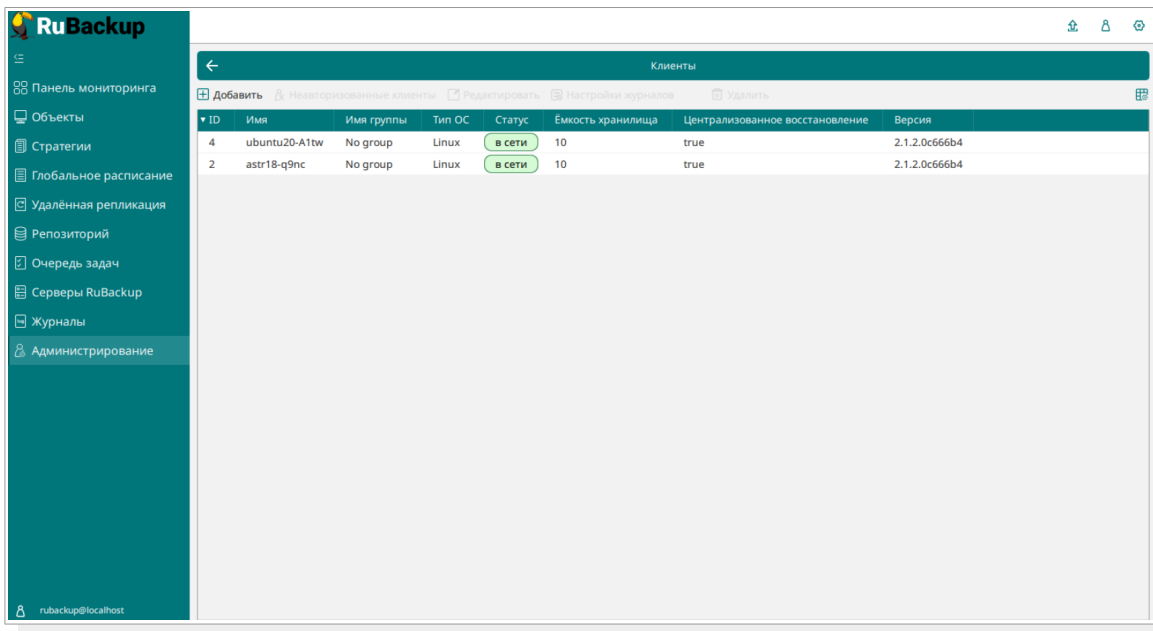 RuBackup
Панель мониторинга
Объекты
Стратегии
Глобальное расписание
Удалённая репликация
Репозиторий
Очередь задач
Серверы RuBackup
Журналы
Администрирование
rubackup@localhost
Клиенты
Добавить Неавторизованные клиенты Редактировать Настройки журналов Удалить
ID Имя Имя группы Тип ОС Статус Ёмкость хранилища Централизованное восстановление Версия
4 ubuntu20-A1tw No group Linux в сети 10 true 2.1.2.0c666b4
2 astr18-q9nc No group Linux в сети 10 true 2.1.2.0c666b4